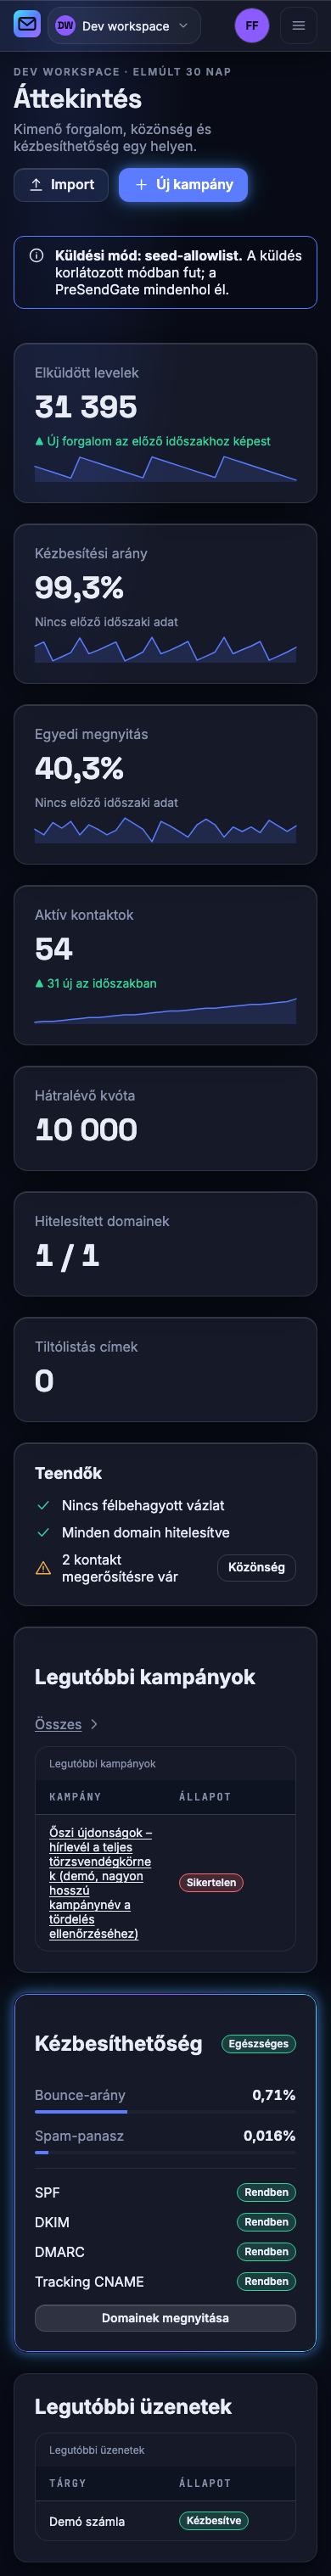 DW Dev workspace
FF
DEV WORKSPACE · ELMÚLT 30 NAP
Áttekintés
Kimenő forgalom, közönség és
kézbesíthetőség egy helyen.
Import
Új kampány
Küldési mód: seed-allowlist. A küldés
korlátozott módban fut; a
PreSendGate mindenhol él.
Elküldött levelek
31 395
Új forgalom az előző időszakhoz képest
Kézbesítési arány
99,3%
Nincs előző időszaki adat
Egyedi megnyitás
40,3%
Nincs előző időszaki adat
Aktív kontaktok
54
31 új az időszakban
Hátralévő kvóta
10 000
Hitelesített domainek
1 / 1
Tiltólistás címek
0
Teendők
Nincs félbehagyott vázlat
Minden domain hitelesítve
2 kontakt
megerősítésre vár
Közönség
Legutóbbi kampányok
Összes
Legutóbbi kampányok
KAMPÁNY ÁLLAPOT
Őszi újdonságok –
hírlevél a teljes
törzsvendégkörne
k (demó, nagyon
hosszú
kampánynév a
tördelés
ellenőrzéséhez)
Sikertelen
Kézbesíthetőség Egészséges
Bounce-arány 0,71%
Spam-panasz 0,016%
SPF Rendben
DKIM Rendben
DMARC Rendben
Tracking CNAME Rendben
Domainek megnyitása
Legutóbbi üzenetek
Legutóbbi üzenetek
TÁRGY ÁLLAPOT
Demó számla Kézbesítve